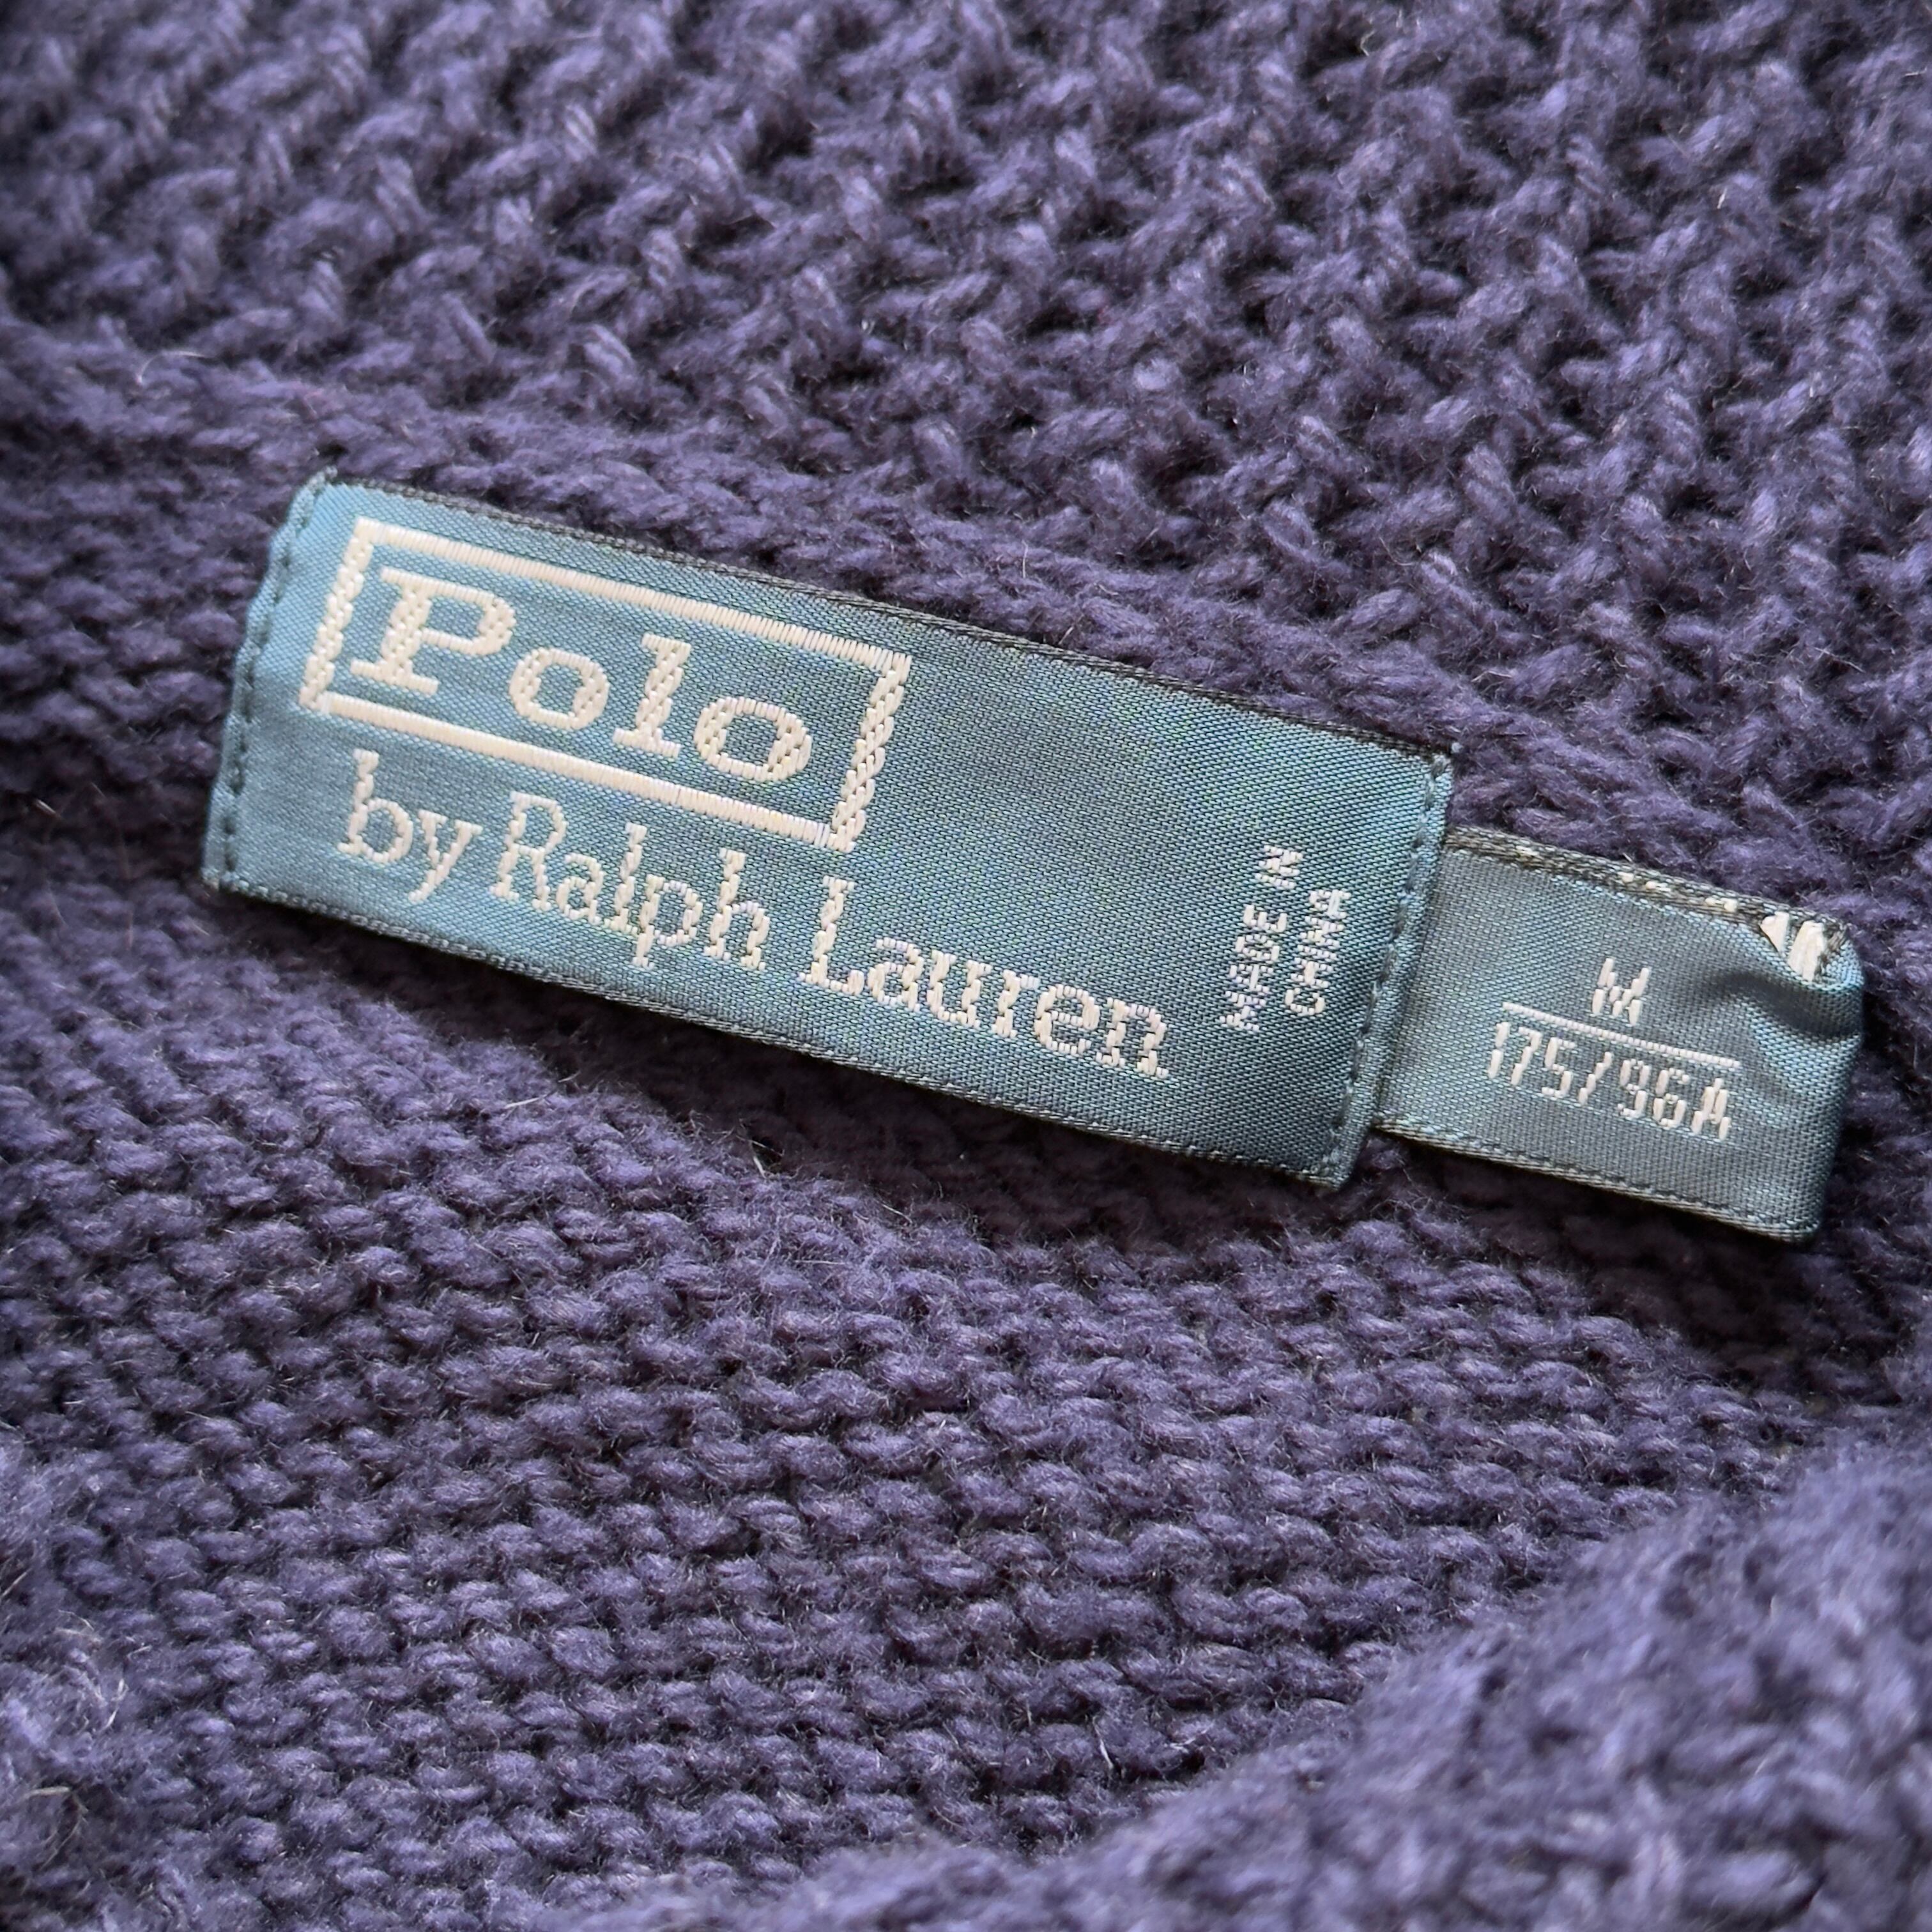 Polo
by Ralph Lauren
MADE IN
CHINA
M
175/96A